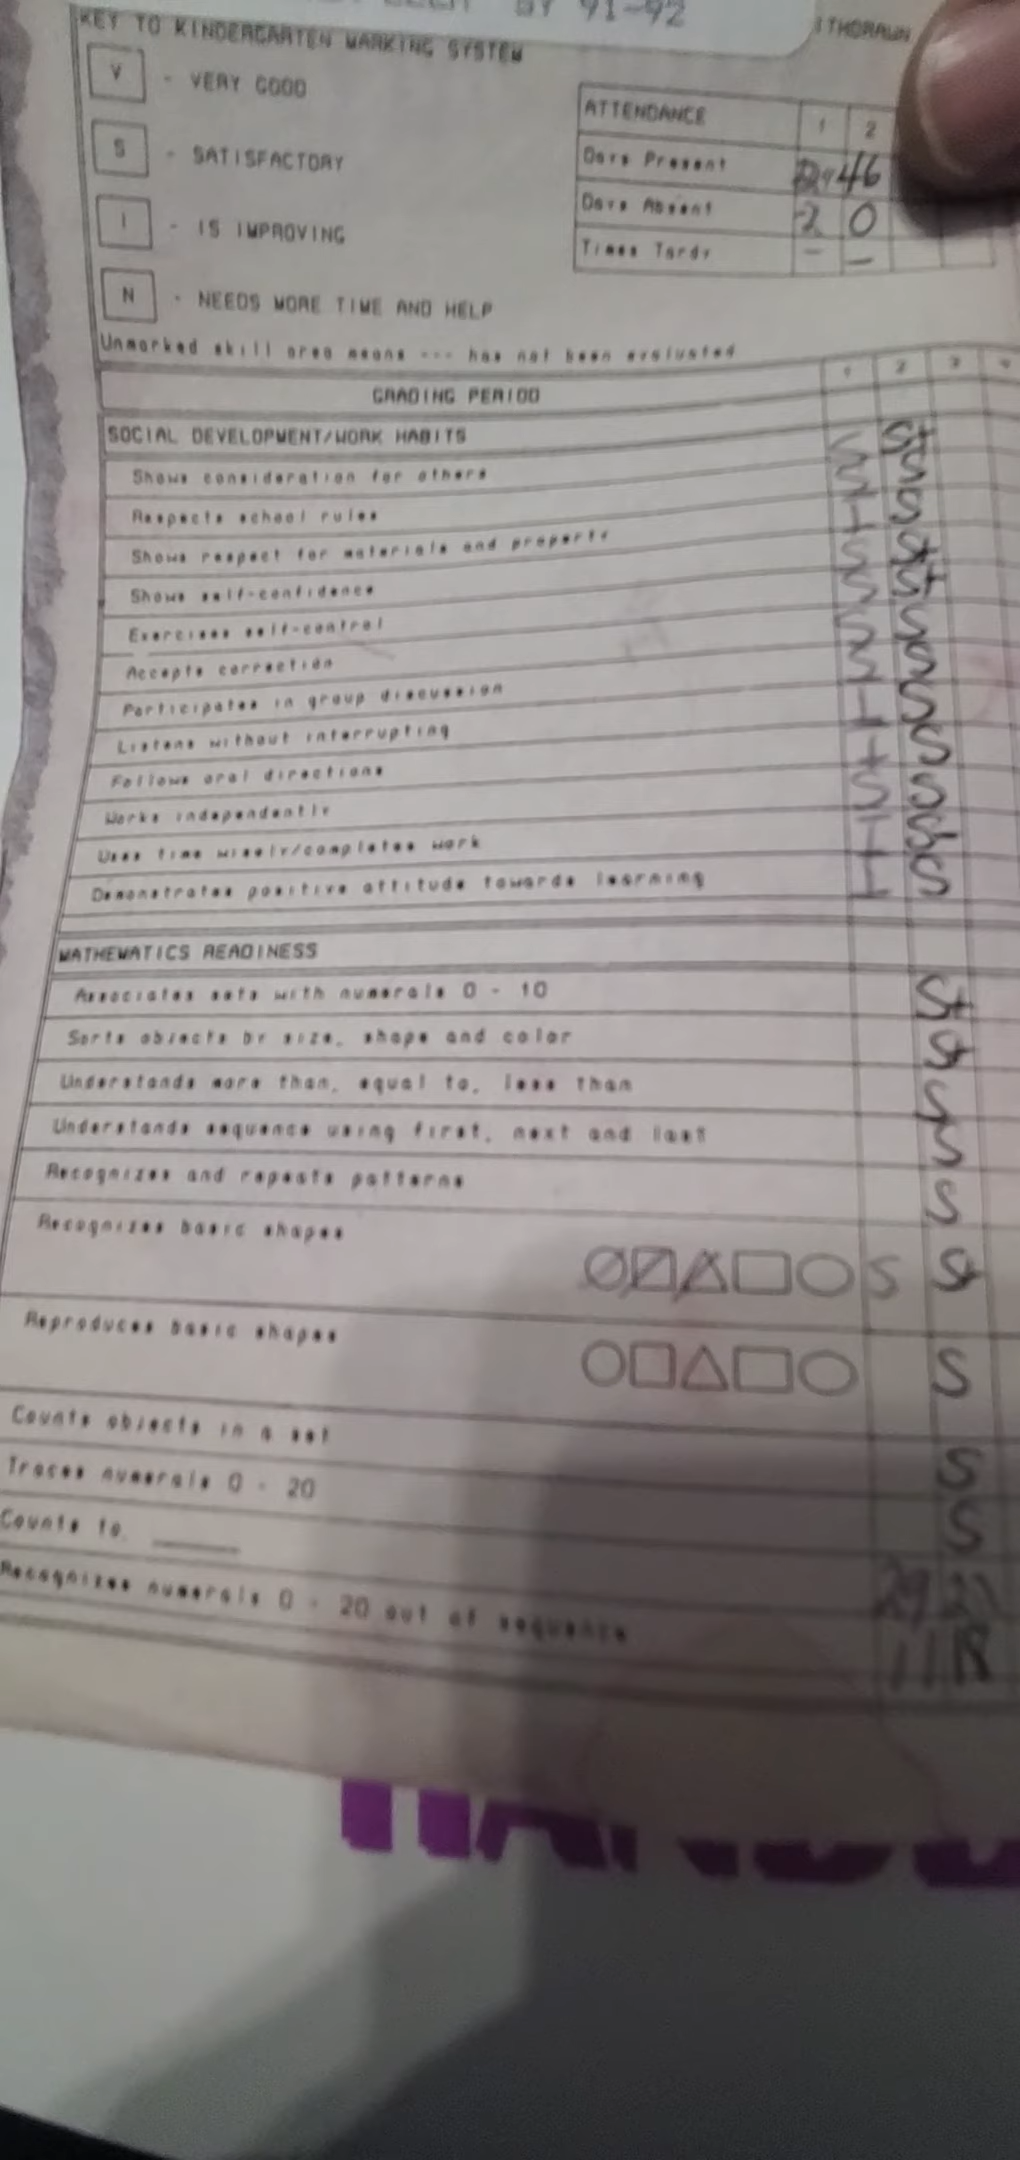 BY 91-92
ITHDRAWN
KEY TO KINDERGARTEN MARKING SYSTEM
V - VERY GOOD
S - SATISFACTORY
I - IS IMPROVING
N - NEEDS MORE TIME AND HELP
ATTENDANCE 1 2
Days Present 46
Days Absent 2 0
Times Tardy - -
Unmarked skill area means --- has not been evaluated
GRADING PERIOD 1 2 3 4
SOCIAL DEVELOPMENT/WORK HABITS
Shows consideration for others
Respects school rules
Shows respect for materials and property
Shows self-confidence
Exercises self-control
Accepts correction
Participates in group discussion
Listens without interrupting
Follows oral directions
Works independently
Uses time wisely/completes work
Demonstrates positive attitude towards learning
MATHEMATICS READINESS
Associates sets with numerals 0 - 10 S+
Sorts objects by size, shape and color S+
Understands more than, equal to, less than S
Understands sequence using first, next and last S
Recognizes and repeats patterns S
Recognizes basic shapes S S+
Reproduces basic shapes S
Counts objects in a set S
Traces numerals 0 - 20 S
Counts to ____ 29
Recognizes numerals 0 - 20 out of sequence 11 18